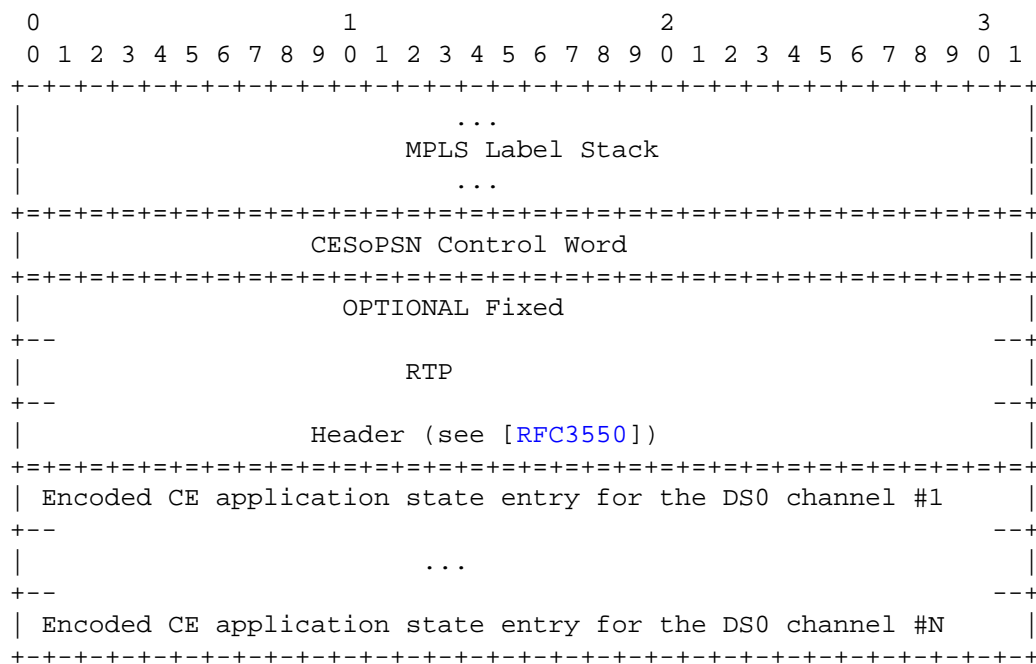 0                   1                   2                   3
 0 1 2 3 4 5 6 7 8 9 0 1 2 3 4 5 6 7 8 9 0 1 2 3 4 5 6 7 8 9 0 1
+-+-+-+-+-+-+-+-+-+-+-+-+-+-+-+-+-+-+-+-+-+-+-+-+-+-+-+-+-+-+-+-+
|                           ...                                 |
|                        MPLS Label Stack                       |
|                           ...                                 |
+=+=+=+=+=+=+=+=+=+=+=+=+=+=+=+=+=+=+=+=+=+=+=+=+=+=+=+=+=+=+=+=+
|                  CESoPSN Control Word                         |
+=+=+=+=+=+=+=+=+=+=+=+=+=+=+=+=+=+=+=+=+=+=+=+=+=+=+=+=+=+=+=+=+
|                    OPTIONAL Fixed                             |
+--                                                           --+
|                        RTP                                    |
+--                                                           --+
|                  Header (see [RFC3550])                       |
+=+=+=+=+=+=+=+=+=+=+=+=+=+=+=+=+=+=+=+=+=+=+=+=+=+=+=+=+=+=+=+=+
| Encoded CE application state entry for the DS0 channel #1     |
+--                                                           --+
|                         ...                                   |
+--                                                           --+
| Encoded CE application state entry for the DS0 channel #N     |
+-+-+-+-+-+-+-+-+-+-+-+-+-+-+-+-+-+-+-+-+-+-+-+-+-+-+-+-+-+-+-+--